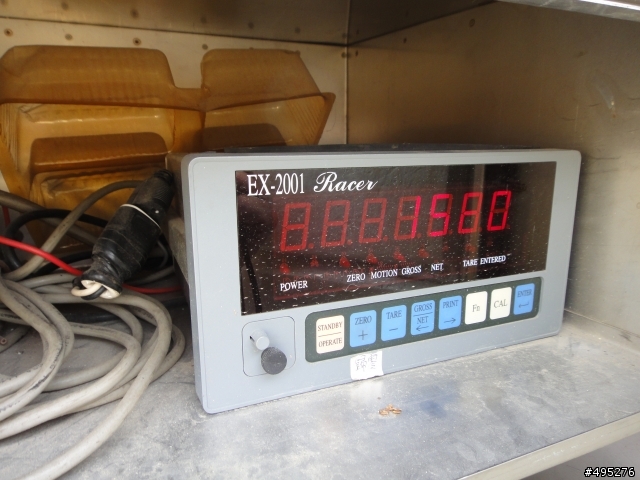 EX-2001 Racer
1580
POWER ZERO MOTION GROSS NET TARE ENTERED
STANDBY OPERATE
ZERO +
TARE −
GROSS NET ←
PRINT →
Fn
CAL
ENTER ↵
#495276